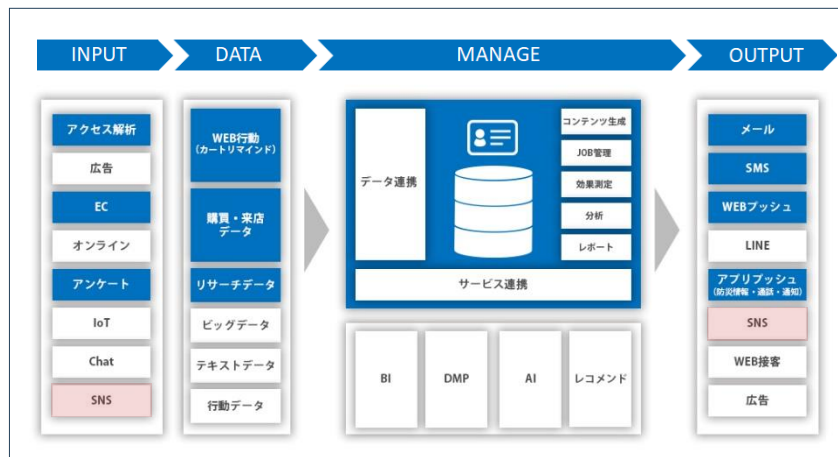 INPUT
DATA
MANAGE
OUTPUT
アクセス解析
広告
EC
オンライン
アンケート
IoT
Chat
SNS
WEB行動
(カートリマインド)
購買・来店
データ
リサーチデータ
ビッグデータ
テキストデータ
行動データ
データ連携
コンテンツ生成
JOB管理
効果測定
分析
レポート
サービス連携
BI
DMP
AI
レコメンド
メール
SMS
WEBプッシュ
LINE
アプリプッシュ
(防災情報・通話・通知)
SNS
WEB接客
広告